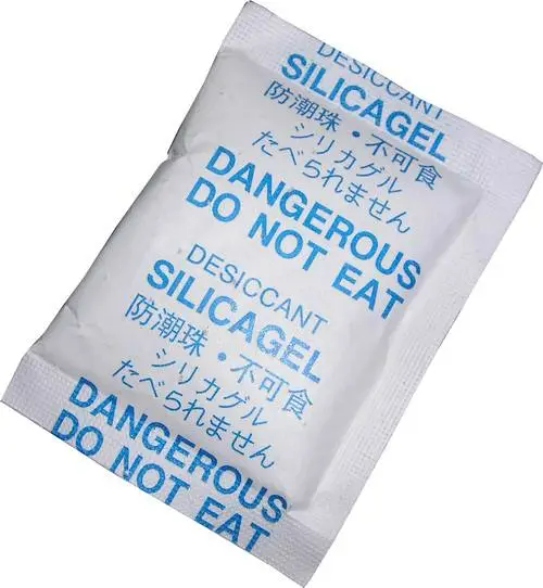 DESICCANT
SILICAGEL
防潮珠・不可食
シリカゲル
たべられません
DANGEROUS
DO NOT EAT
DESICCANT
SILICAGEL
防潮珠・不可食
シリカゲル
たべられません
DANGEROUS
DO NOT EAT